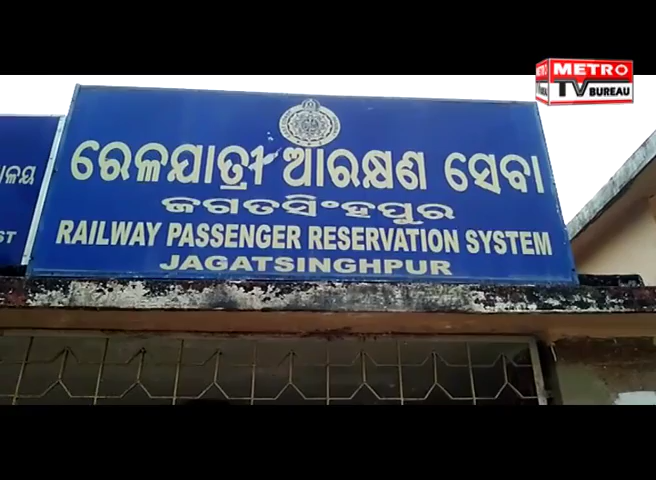 METRO
TV BUREAU
ରେଳଯାତ୍ରୀ ଆରକ୍ଷଣ ସେବା
ଜଗତସିଂହପୁର
RAILWAY PASSENGER RESERVATION SYSTEM
JAGATSINGHPUR